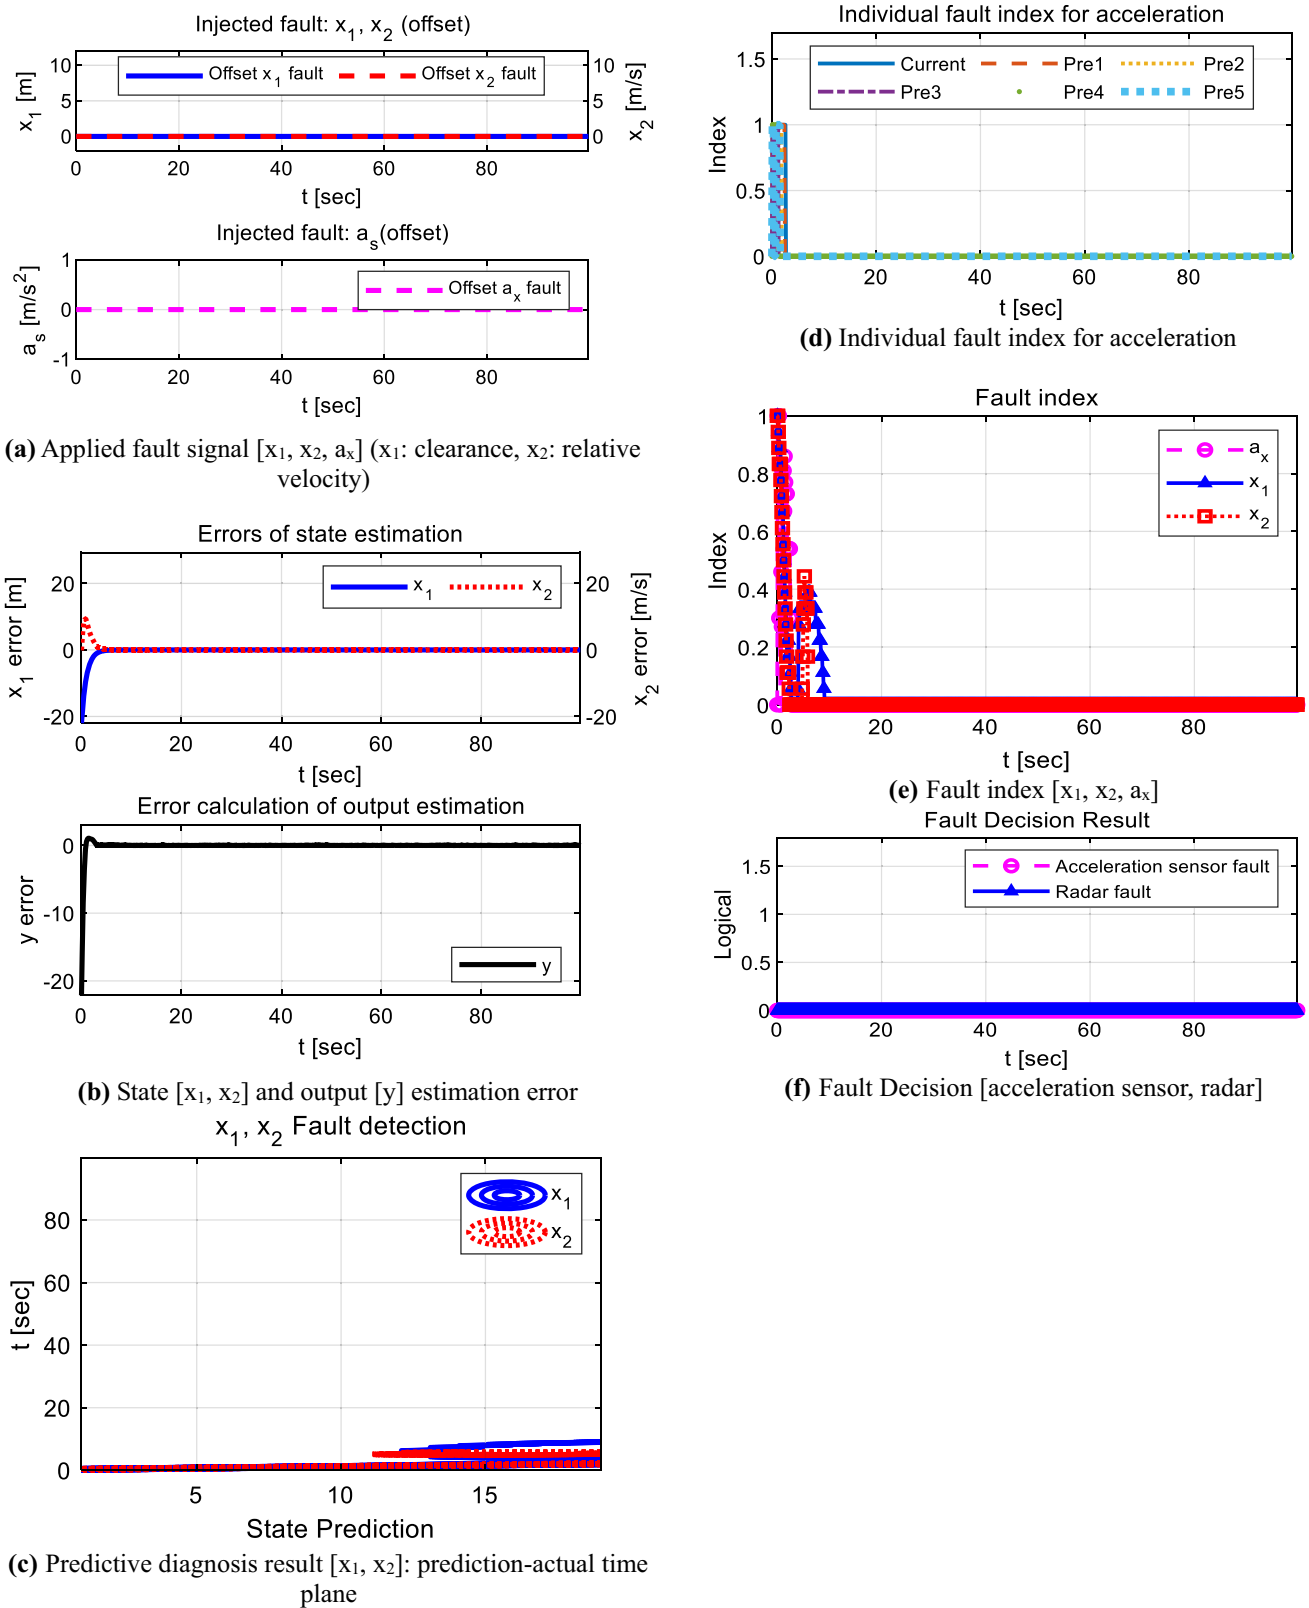 Injected fault: x1, x2 (offset)
Offset x1 fault
Offset x2 fault
x1 [m]
10
5
0
10
5
0
x2 [m/s]
0
20
40
60
80
t [sec]
Injected fault: as(offset)
Offset ax fault
as [m/s2]
1
0
-1
0
20
40
60
80
t [sec]
(a) Applied fault signal [x1, x2, ax] (x1: clearance, x2: relative
velocity)
Errors of state estimation
x1
x2
x1 error [m]
20
0
-20
20
0
-20
x2 error [m/s]
0
20
40
60
80
t [sec]
Error calculation of output estimation
y error
0
-10
-20
y
0
20
40
60
80
t [sec]
(b) State [x1, x2] and output [y] estimation error
x1, x2 Fault detection
x1
x2
t [sec]
80
60
40
20
0
5
10
15
State Prediction
(c) Predictive diagnosis result [x1, x2]: prediction-actual time
plane
Individual fault index for acceleration
Current
Pre1
Pre2
Pre3
Pre4
Pre5
Index
1.5
1
0.5
0
0
20
40
60
80
t [sec]
(d) Individual fault index for acceleration
Fault index
ax
x1
x2
Index
1
0.8
0.6
0.4
0.2
0
0
20
40
60
80
t [sec]
(e) Fault index [x1, x2, ax]
Fault Decision Result
Acceleration sensor fault
Radar fault
Logical
1.5
1
0.5
0
0
20
40
60
80
t [sec]
(f) Fault Decision [acceleration sensor, radar]